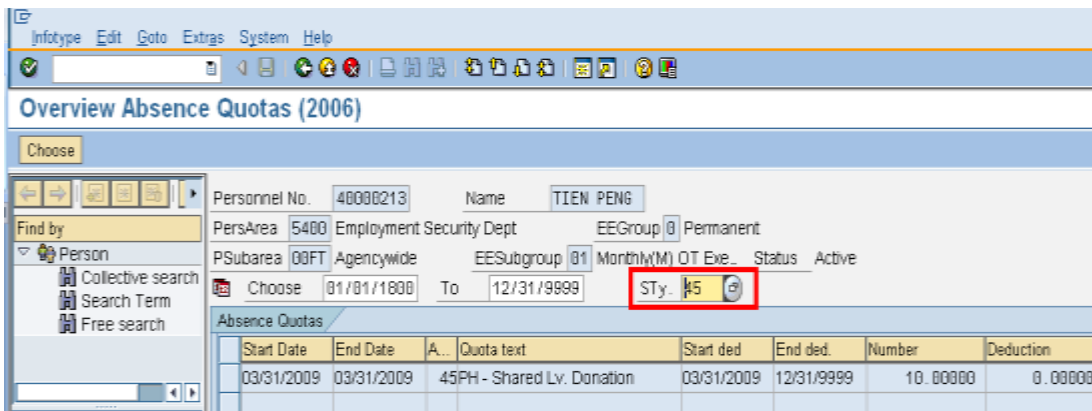 Infotype Edit Goto Extras System Help
Overview Absence Quotas (2006)
Choose
Personnel No. 40000213 Name TIEN PENG
Find by
PersArea 5400 Employment Security Dept EEGroup 0 Permanent
Person
PSubarea 00FT Agencywide EESubgroup 01 Monthly(M) OT Exe.. Status Active
Collective search
Choose 01/01/1800 To 12/31/9999 STy.. 45
Search Term
Free search
Absence Quotas
Start Date End Date A... Quota text Start ded End ded. Number Deduction
03/31/2009 03/31/2009 45 PH - Shared Lv. Donation 03/31/2009 12/31/9999 10.00000 0.00000